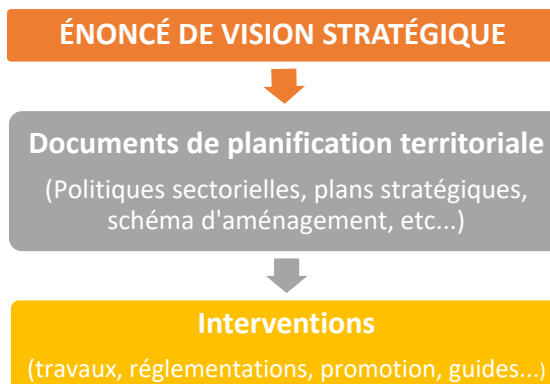 ÉNONCÉ DE VISION STRATÉGIQUE
Documents de planification territoriale
(Politiques sectorielles, plans stratégiques,
schéma d'aménagement, etc...)
Interventions
(travaux, réglementations, promotion, guides...)